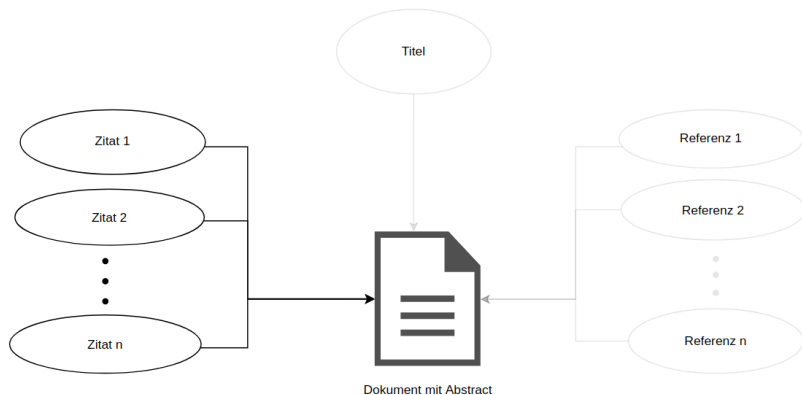 Titel
Zitat 1
Zitat 2
Zitat n
Referenz 1
Referenz 2
Referenz n
Dokument mit Abstract